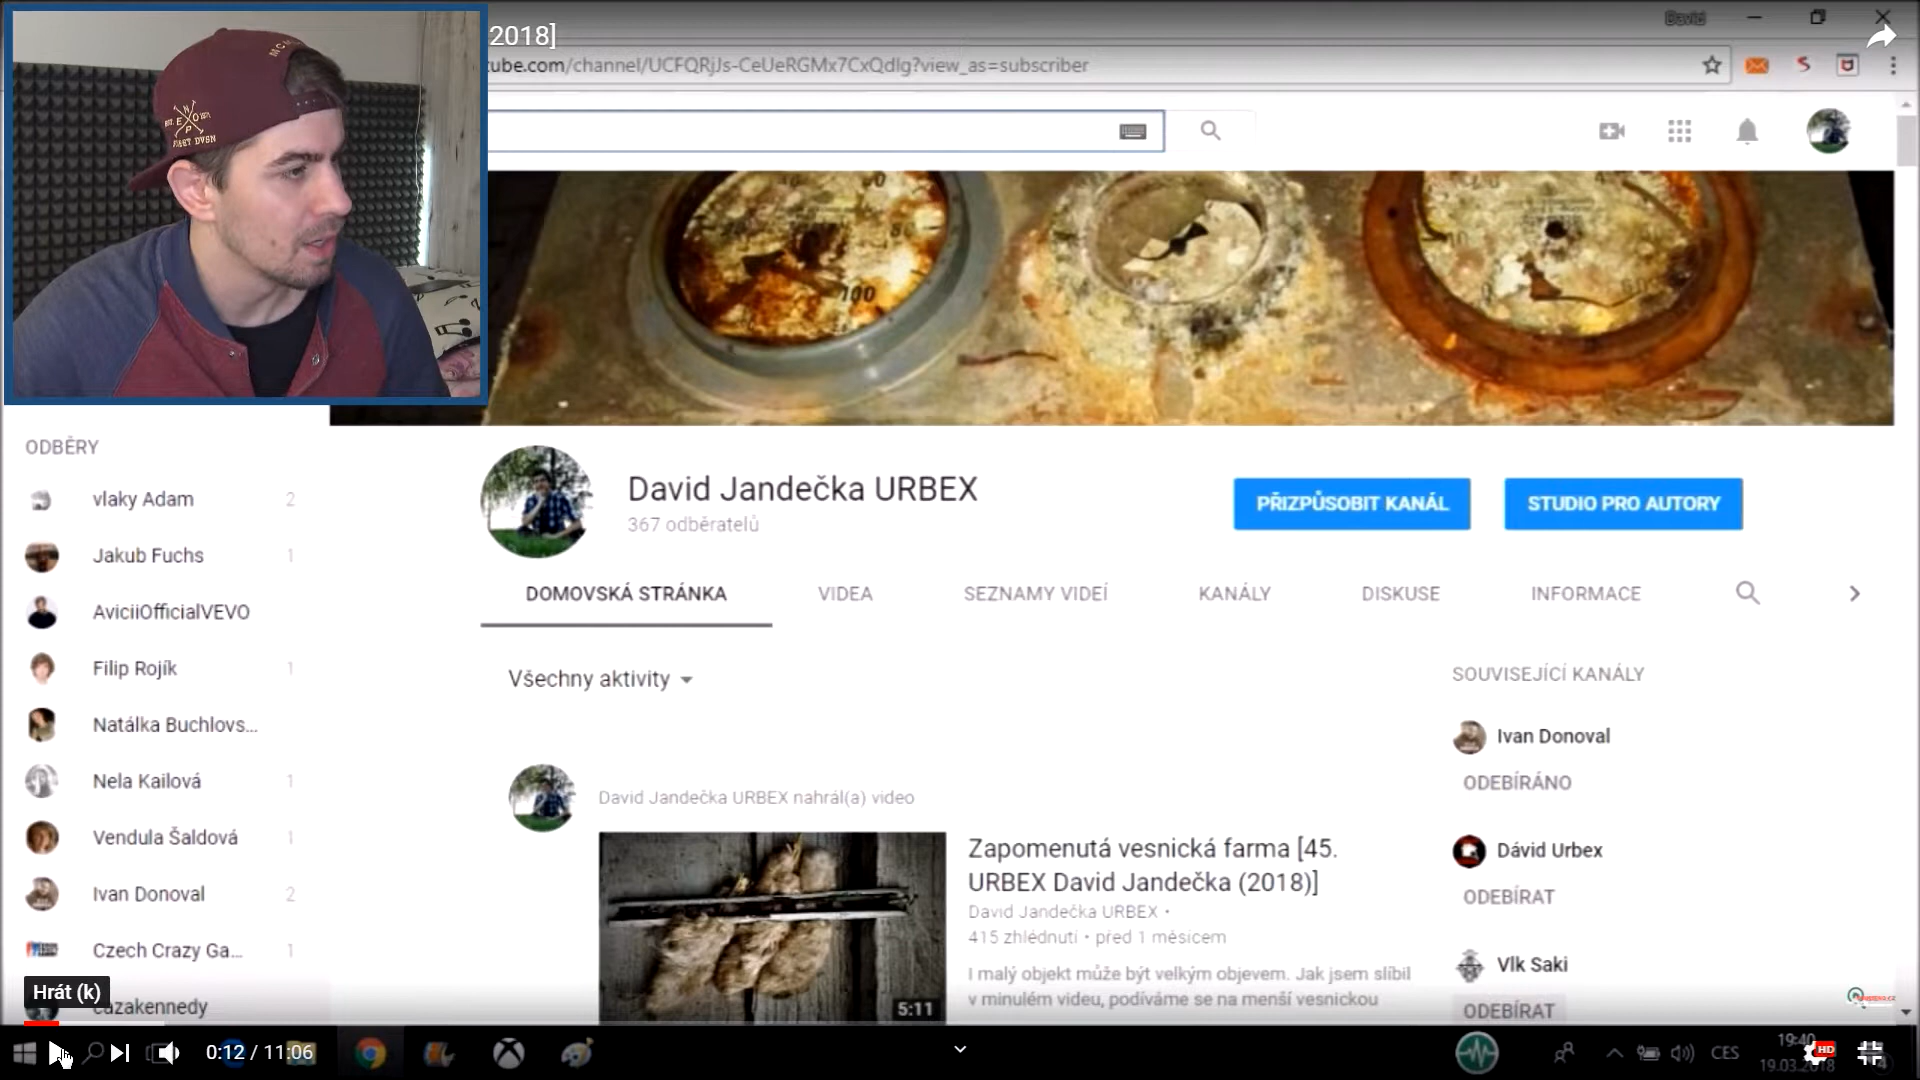 2018]
David
ube.com/channel/UCFQRjJs-CeUeRGMx7CxQdlg?view_as=subscriber
ODBĚRY
vlaky Adam 2
Jakub Fuchs 1
AviciiOfficialVEVO
Filip Rojík 1
Natálka Buchlovs...
Nela Kailová 1
Vendula Šaldová 1
Ivan Donoval 2
Czech Crazy Ga... 1
cazakennedy
Hrát (k)
100
David Jandečka URBEX
367 odběratelů
PŘIZPŮSOBIT KANÁL
STUDIO PRO AUTORY
DOMOVSKÁ STRÁNKA VIDEA SEZNAMY VIDEÍ KANÁLY DISKUSE INFORMACE
Všechny aktivity
David Jandečka URBEX nahrál(a) video
5:11
Zapomenutá vesnická farma [45.
URBEX David Jandečka (2018)]
David Jandečka URBEX •
415 zhlédnutí • před 1 měsícem
I malý objekt může být velkým objevem. Jak jsem slíbil
v minulém videu, podíváme se na menší vesnickou
SOUVISEJÍCÍ KANÁLY
Ivan Donoval
ODEBÍRÁNO
Dávid Urbex
ODEBÍRAT
Vlk Saki
ODEBÍRAT
0:12 / 11:06
CES
19:40
19.03.2018
HD